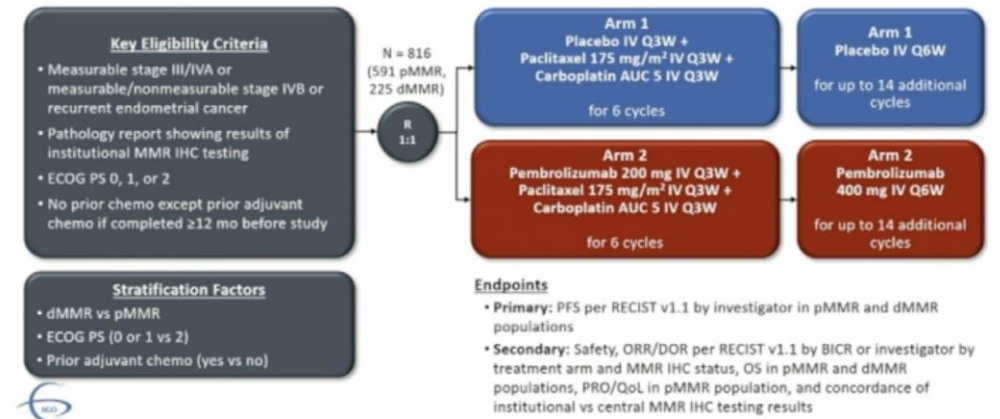 Key Eligibility Criteria
• Measurable stage III/IVA or
measurable/nonmeasurable stage IVB or
recurrent endometrial cancer
• Pathology report showing results of
institutional MMR IHC testing
• ECOG PS 0, 1, or 2
• No prior chemo except prior adjuvant
chemo if completed ≥12 mo before study
Stratification Factors
• dMMR vs pMMR
• ECOG PS (0 or 1 vs 2)
• Prior adjuvant chemo (yes vs no)
N = 816
(591 pMMR,
225 dMMR)
R
1:1
Arm 1
Placebo IV Q3W +
Paclitaxel 175 mg/m² IV Q3W +
Carboplatin AUC 5 IV Q3W
for 6 cycles
Arm 1
Placebo IV Q6W
for up to 14 additional
cycles
Arm 2
Pembrolizumab 200 mg IV Q3W +
Paclitaxel 175 mg/m² IV Q3W +
Carboplatin AUC 5 IV Q3W
for 6 cycles
Arm 2
Pembrolizumab
400 mg IV Q6W
for up to 14 additional
cycles
Endpoints
• Primary: PFS per RECIST v1.1 by investigator in pMMR and dMMR
populations
• Secondary: Safety, ORR/DOR per RECIST v1.1 by BICR or investigator by
treatment arm and MMR IHC status, OS in pMMR and dMMR
populations, PRO/QoL in pMMR population, and concordance of
institutional vs central MMR IHC testing results